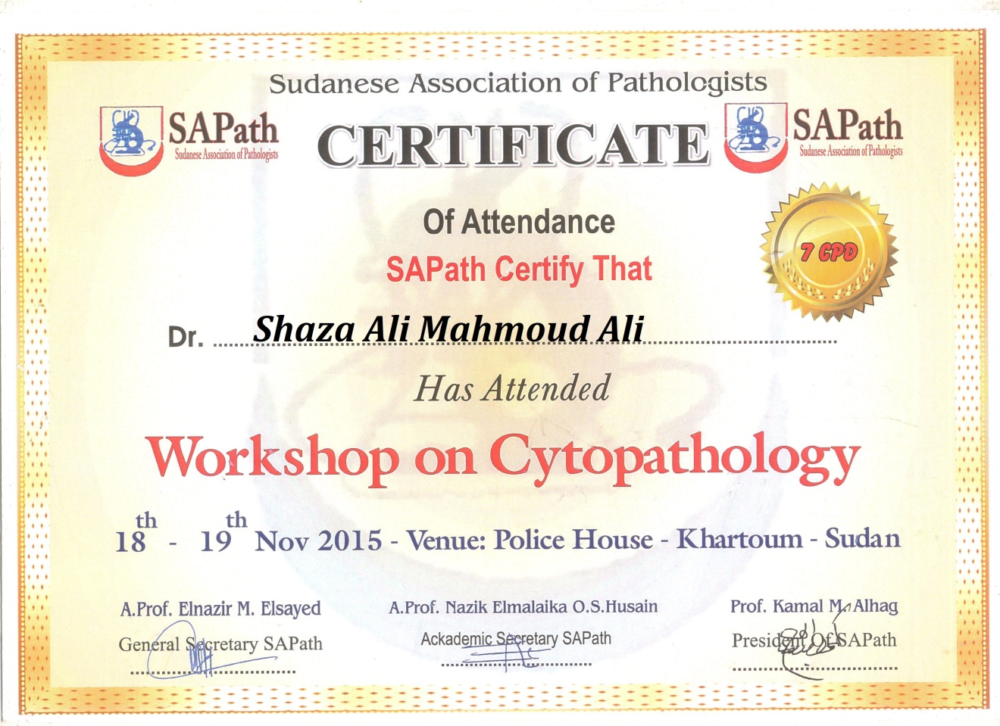 Sudanese Association of Pathologists
SAPath
Sudanese Association of Pathologists
CERTIFICATE
SAPath
Sudanese Association of Pathologists
Of Attendance
7 CPD
SAPath Certify That
Dr. Shaza Ali Mahmoud Ali
Has Attended
Workshop on Cytopathology
18th - 19th Nov 2015 - Venue: Police House - Khartoum - Sudan
A.Prof. Elnazir M. Elsayed
General Secretary SAPath
A.Prof. Nazik Elmalaika O.S.Husain
Ackademic Secretary SAPath
Prof. Kamal M. Alhag
President Of SAPath